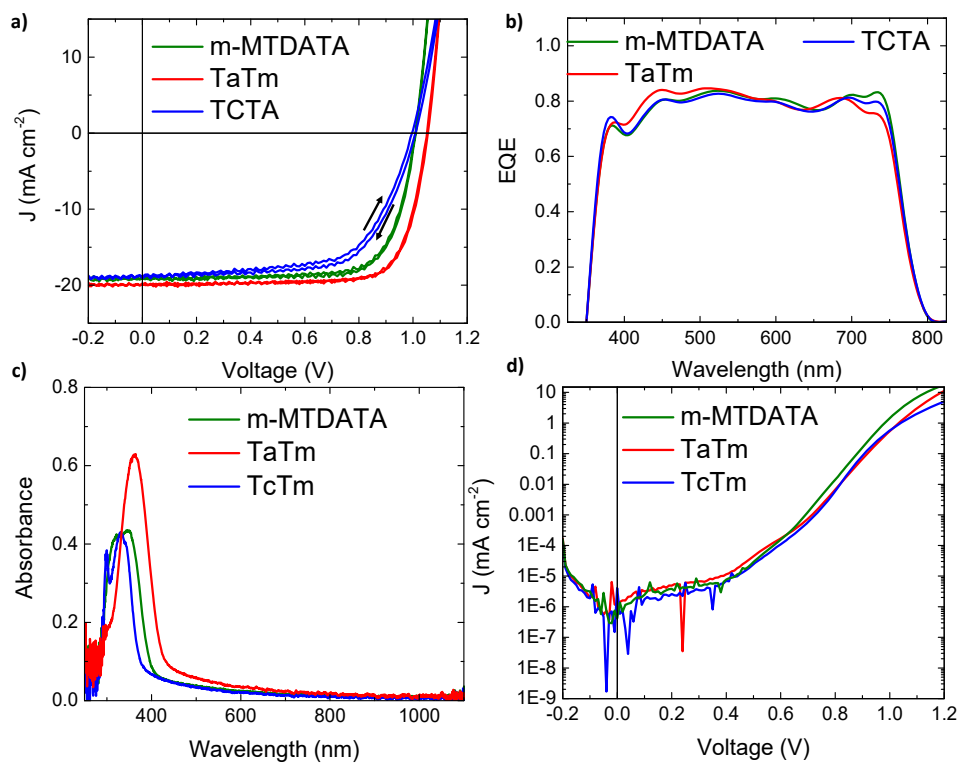 a)
m-MTDATA
TaTm
TCTA
15
0
-10
-20
J (mA cm-2)
-0.2 0.0 0.2 0.4 0.6 0.8 1.0 1.2
Voltage (V)
b)
m-MTDATA TCTA
TaTm
1.0
0.8
0.6
0.4
0.2
0.0
EQE
400 500 600 700 800
Wavelength (nm)
c)
m-MTDATA
TaTm
TcTm
0.8
0.6
0.4
0.2
0.0
Absorbance
400 600 800 1000
Wavelength (nm)
d)
m-MTDATA
TaTm
TcTm
15
1
0.1
0.01
0.001
1E-4
1E-5
1E-6
1E-7
1E-8
1E-9
J (mA cm-2)
-0.2 0.0 0.2 0.4 0.6 0.8 1.0 1.2
Voltage (V)